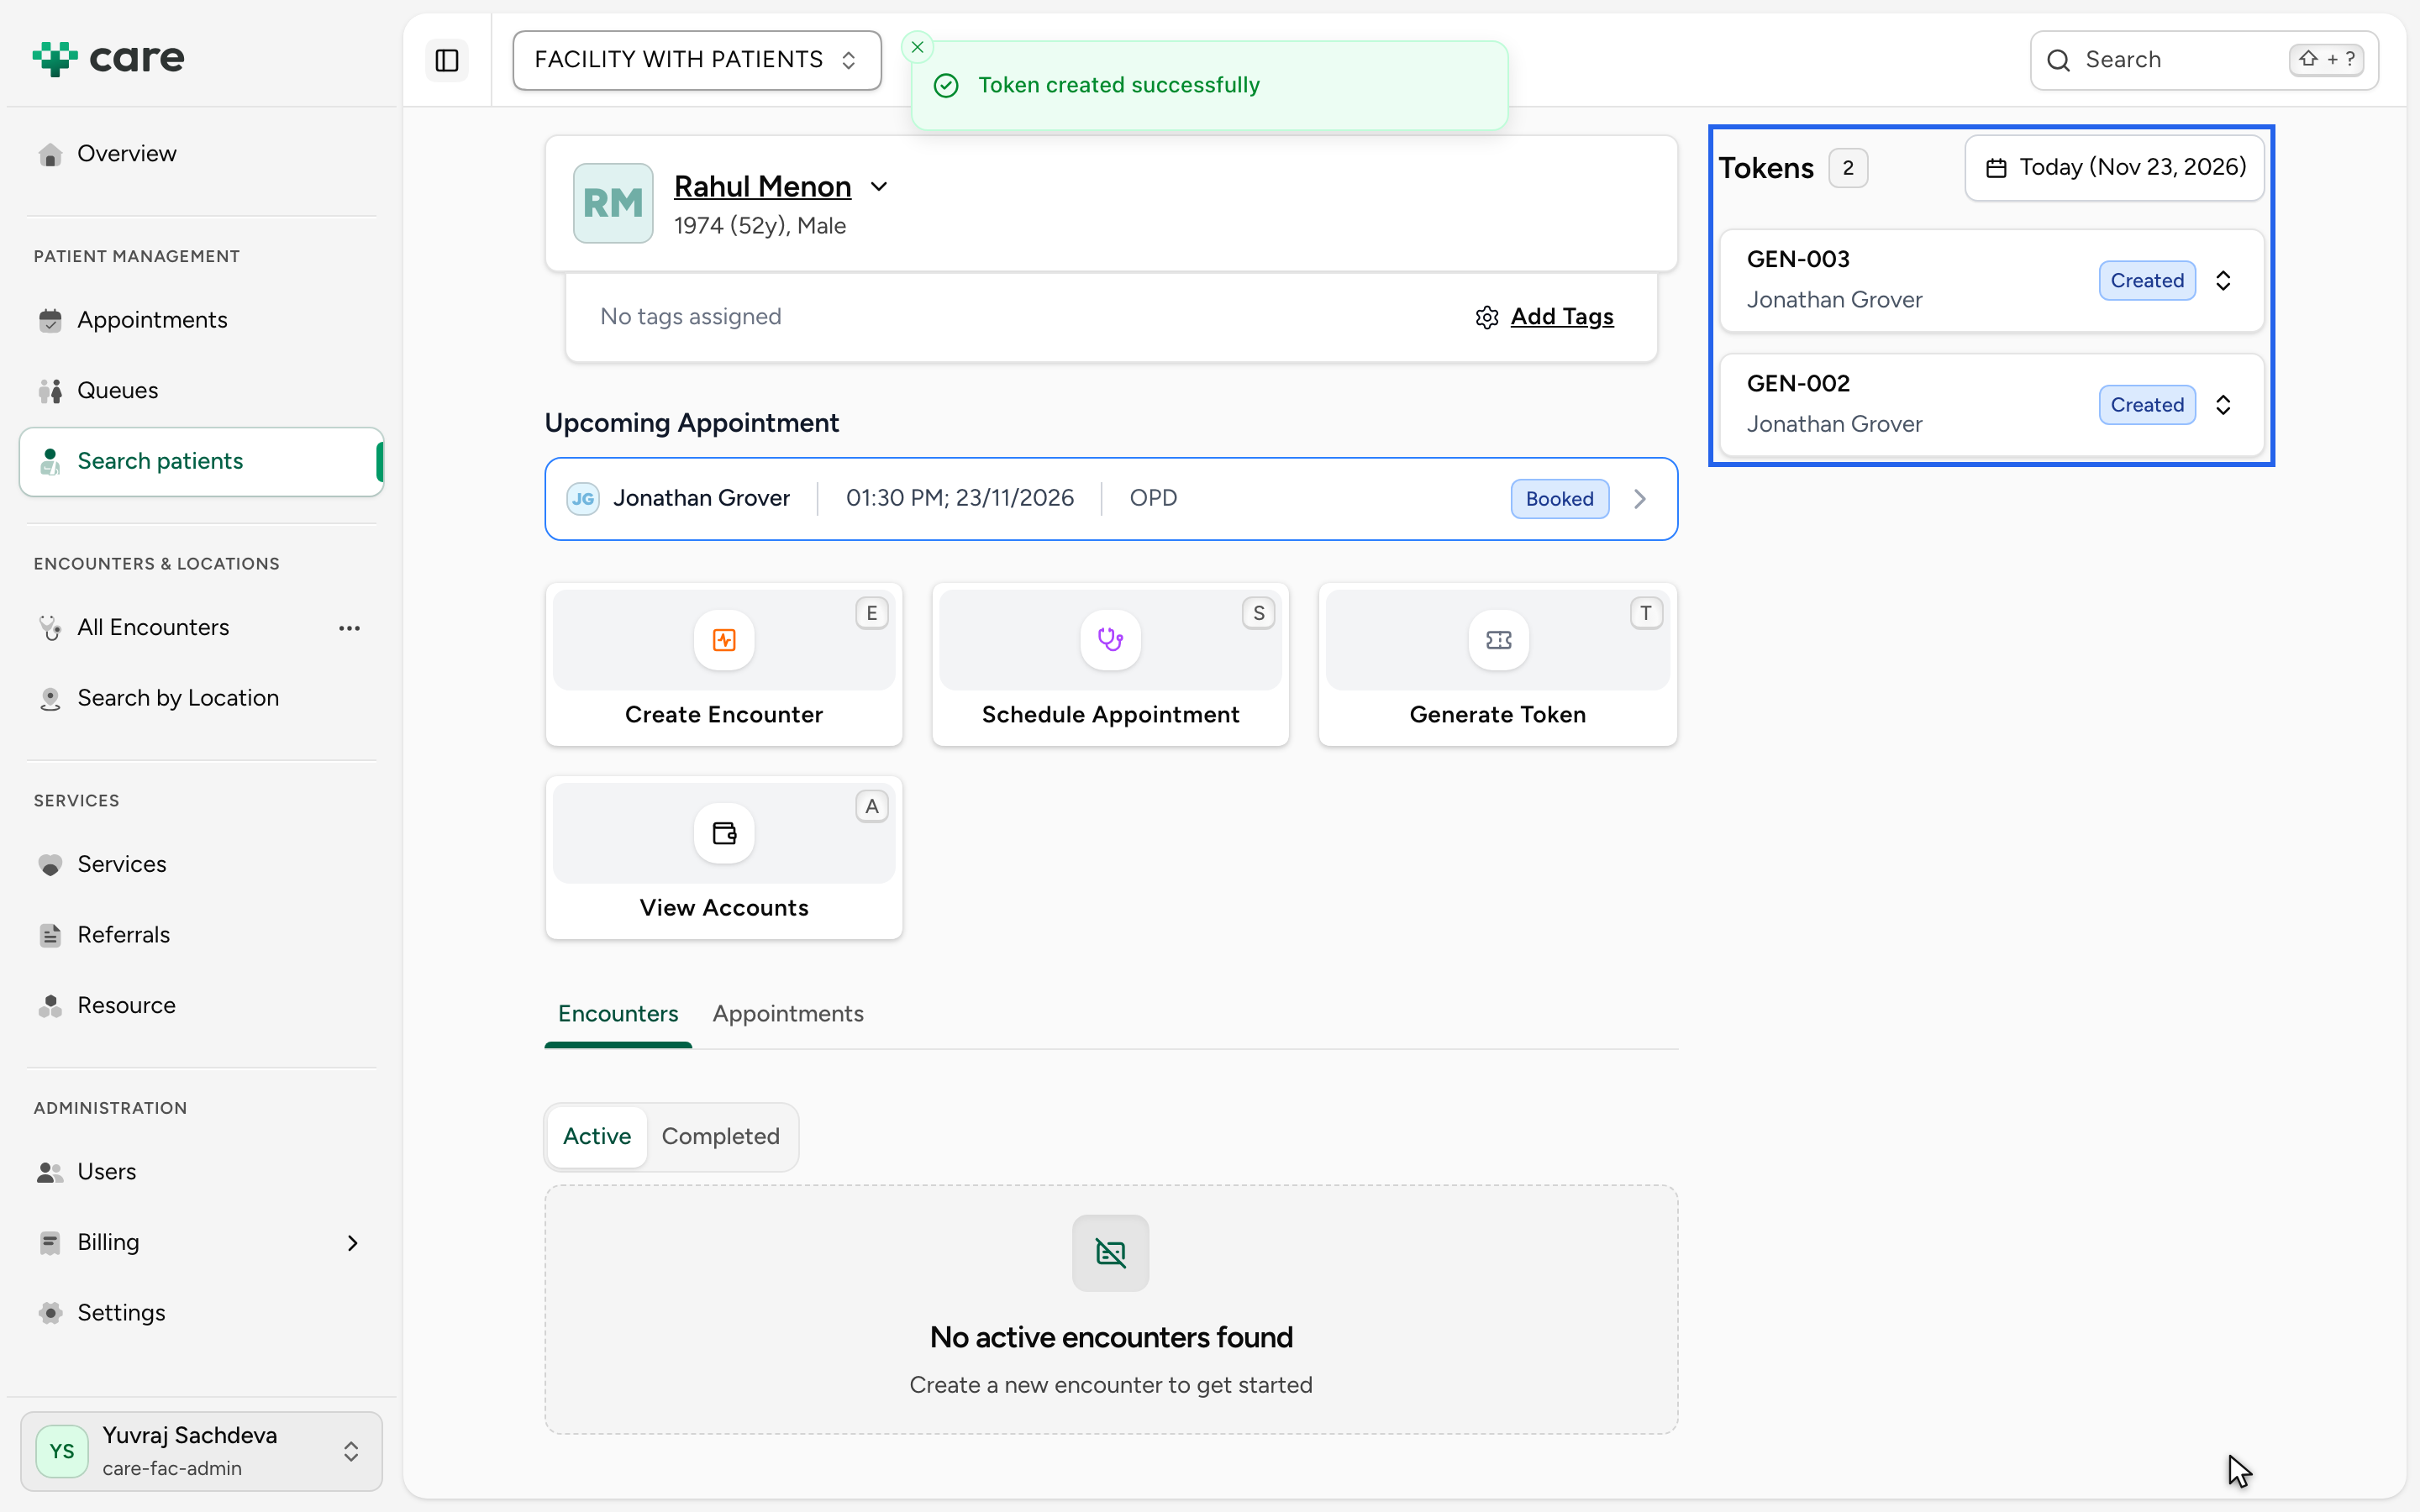 care
Overview
PATIENT MANAGEMENT
Appointments
Queues
Search patients
ENCOUNTERS & LOCATIONS
All Encounters
Search by Location
SERVICES
Services
Referrals
Resource
ADMINISTRATION
Users
Billing
Settings
YS
Yuvraj Sachdeva
care-fac-admin
FACILITY WITH PATIENTS
Token created successfully
Search
⇧ + ?
RM
Rahul Menon
1974 (52y), Male
No tags assigned
Add Tags
Upcoming Appointment
JG Jonathan Grover 01:30 PM; 23/11/2026 OPD Booked
E
Create Encounter
S
Schedule Appointment
T
Generate Token
A
View Accounts
Encounters Appointments
Active Completed
No active encounters found
Create a new encounter to get started
Tokens 2
Today (Nov 23, 2026)
GEN-003
Jonathan Grover
Created
GEN-002
Jonathan Grover
Created